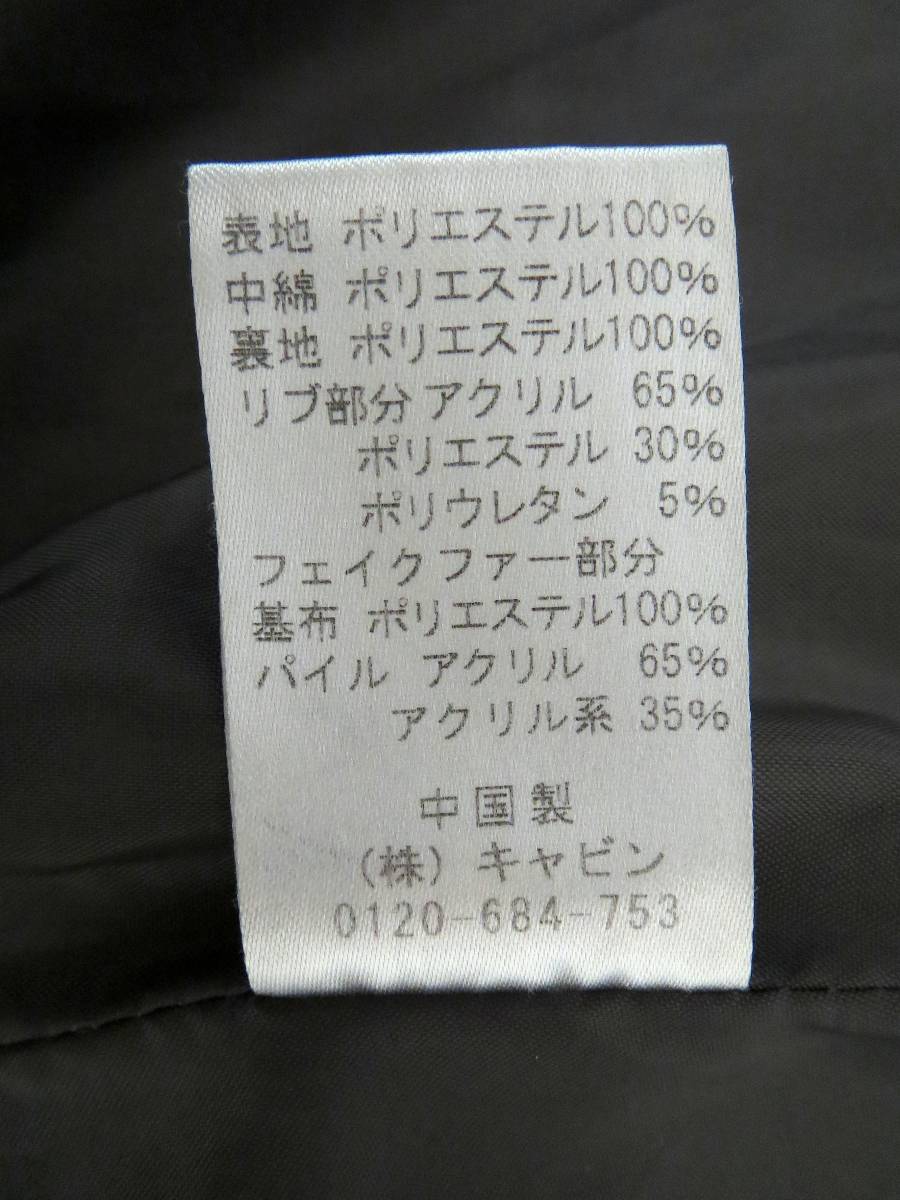 表地 ポリエステル100%
中綿 ポリエステル100%
裏地 ポリエステル100%
リブ部分 アクリル 65%
ポリエステル 30%
ポリウレタン 5%
フェイクファー部分
基布 ポリエステル100%
パイル アクリル 65%
アクリル系 35%
中国製
(株) キャビン
0120-684-753